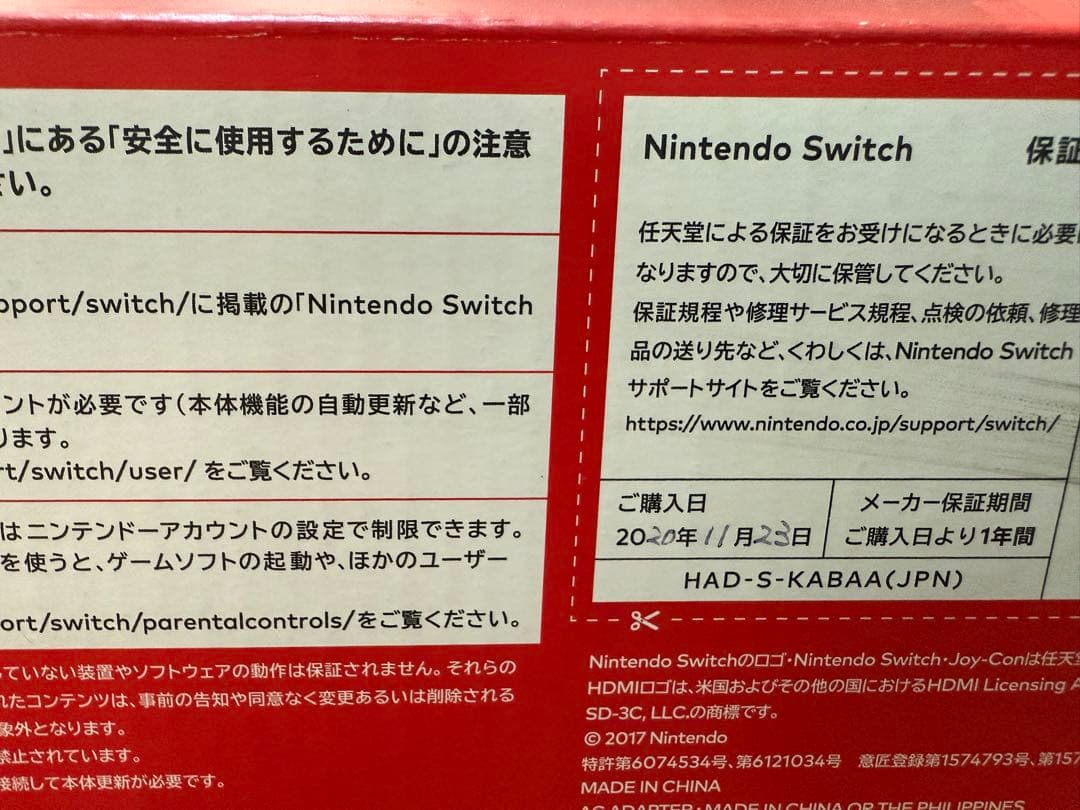 」にある「安全に使用するために」の注意
さい。
pport/switch/に掲載の「Nintendo Switch
ントが必要です（本体機能の自動更新など、一部
ります。
rt/switch/user/ をご覧ください。
はニンテンドーアカウントの設定で制限できます。
を使うと、ゲームソフトの起動や、ほかのユーザー
ort/switch/parentalcontrols/をご覧ください。
っていない装置やソフトウェアの動作は保証されません。それらの
れたコンテンツは、事前の告知や同意なく変更あるいは削除される
象外となります。
禁止されています。
接続して本体更新が必要です。
Nintendo Switch 保証
任天堂による保証をお受けになるときに必要
なりますので、大切に保管してください。
保証規程や修理サービス規程、点検の依頼、修理
品の送り先など、くわしくは、Nintendo Switch
サポートサイトをご覧ください。
https://www.nintendo.co.jp/support/switch/
ご購入日
2020年11月23日
メーカー保証期間
ご購入日より1年間
HAD-S-KABAA(JPN)
Nintendo Switchのロゴ・Nintendo Switch・Joy-Conは任天堂
HDMIロゴは、米国およびその他の国におけるHDMI Licensing A
SD-3C, LLC.の商標です。
© 2017 Nintendo
特許第6074534号、第6121034号 意匠登録第1574793号、第157
MADE IN CHINA
AC ADAPTER・MADE IN CHINA OR THE PHILIPPINES